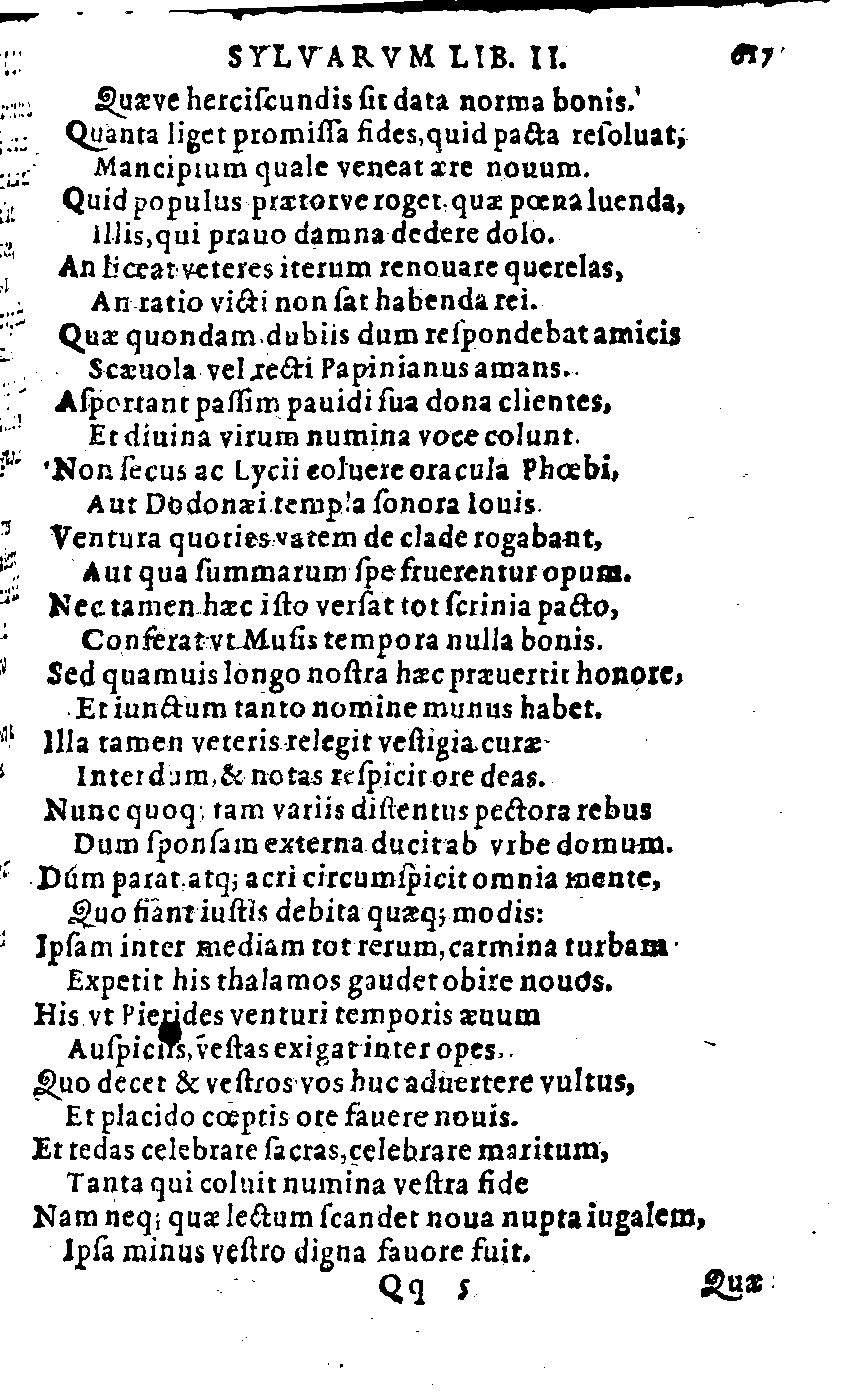 SYLVARVM LIB. II. 617
Quæve herciſcundis ſit data norma bonis.
Quanta liget promiſſa fides, quid pacta reſoluat,
Mancipium quale veneat ære nouum.
Quid populus prætorve roget, quæ pœna luenda,
Illis, qui prauo damna dedere dolo.
An liceat veteres iterum renouare querelas,
An ratio victi non ſat habenda rei.
Quæ quondam dubiis dum reſpondebat amicis
Scæuola vel recti Papinianus amans.
Aſportant paſſim pauidi ſua dona clientes,
Et diuina virum numina voce colunt.
Non ſecus ac Lycii coluere oracula Phœbi,
Aut Dodonæi templa ſonora Iouis.
Ventura quoties vatem de clade rogabant,
Aut qua ſummarum ſpe fruerentur opum.
Nec tamen hæc iſto verſat tot ſcrinia pacto,
Conferat vt Muſis tempora nulla bonis.
Sed quamuis longo noſtra hæc præuertit honore,
Et iunctum tanto nomine munus habet.
Illa tamen veteris relegit veſtigia curæ
Interdum, & notas reſpicit ore deas.
Nunc quoq; tam variis diſtentus pectora rebus
Dum ſponſam externa ducit ab vrbe domum.
Dúm parat atq; acri circumſpicit omnia mente,
Quo fiant iuſtis debita quæq; modis:
Ipſam inter mediam tot rerum, carmina turbam
Expetit his thalamos gaudet obire nouos.
His vt Pierides venturi temporis æuum
Auſpiciis, veſtas exigat inter opes.
Quo decet & veſtros vos huc aduertere vultus,
Et placido cœptis ore fauere nouis.
Et tedas celebrare ſacras, celebrare maritum,
Tanta qui coluit numina veſtra fide
Nam neq; quæ lectum ſcandet noua nupta iugalem,
Ipſa minus veſtro digna fauore fuit.
Qq 5 Quæ